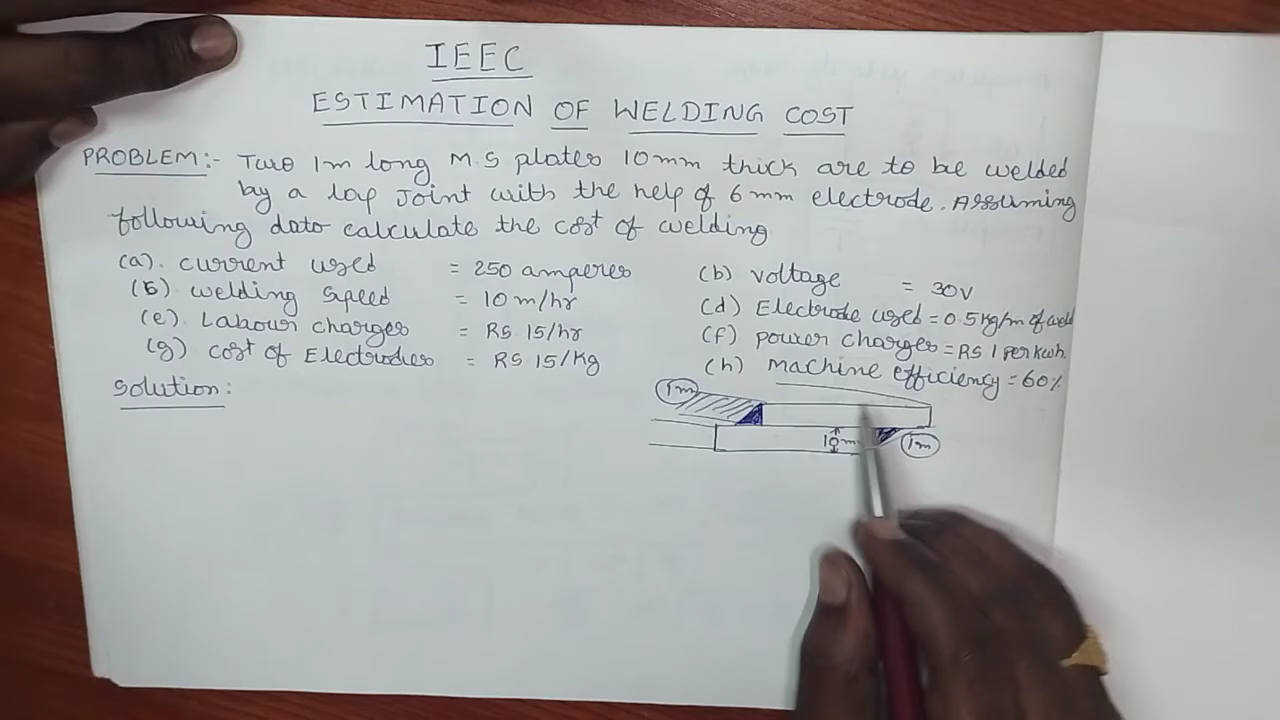 IEEC
ESTIMATION OF WELDING COST
PROBLEM:- Two 1m long M.S plates 10mm thick are to be welded
by a lap joint with the help of 6 mm electrode. Assuming
following data calculate the cost of welding
(a). current used = 250 amperes (b) voltage = 30V
(c) welding speed = 10 m/hr (d) Electrode used = 0.5 kg/m of weld
(e). Labour charges = Rs 15/hr (f) power charges = Rs 1 per kwh.
(g) cost of Electrodes = Rs 15/kg (h) machine efficiency = 60%
solution:
1m
10m
1m